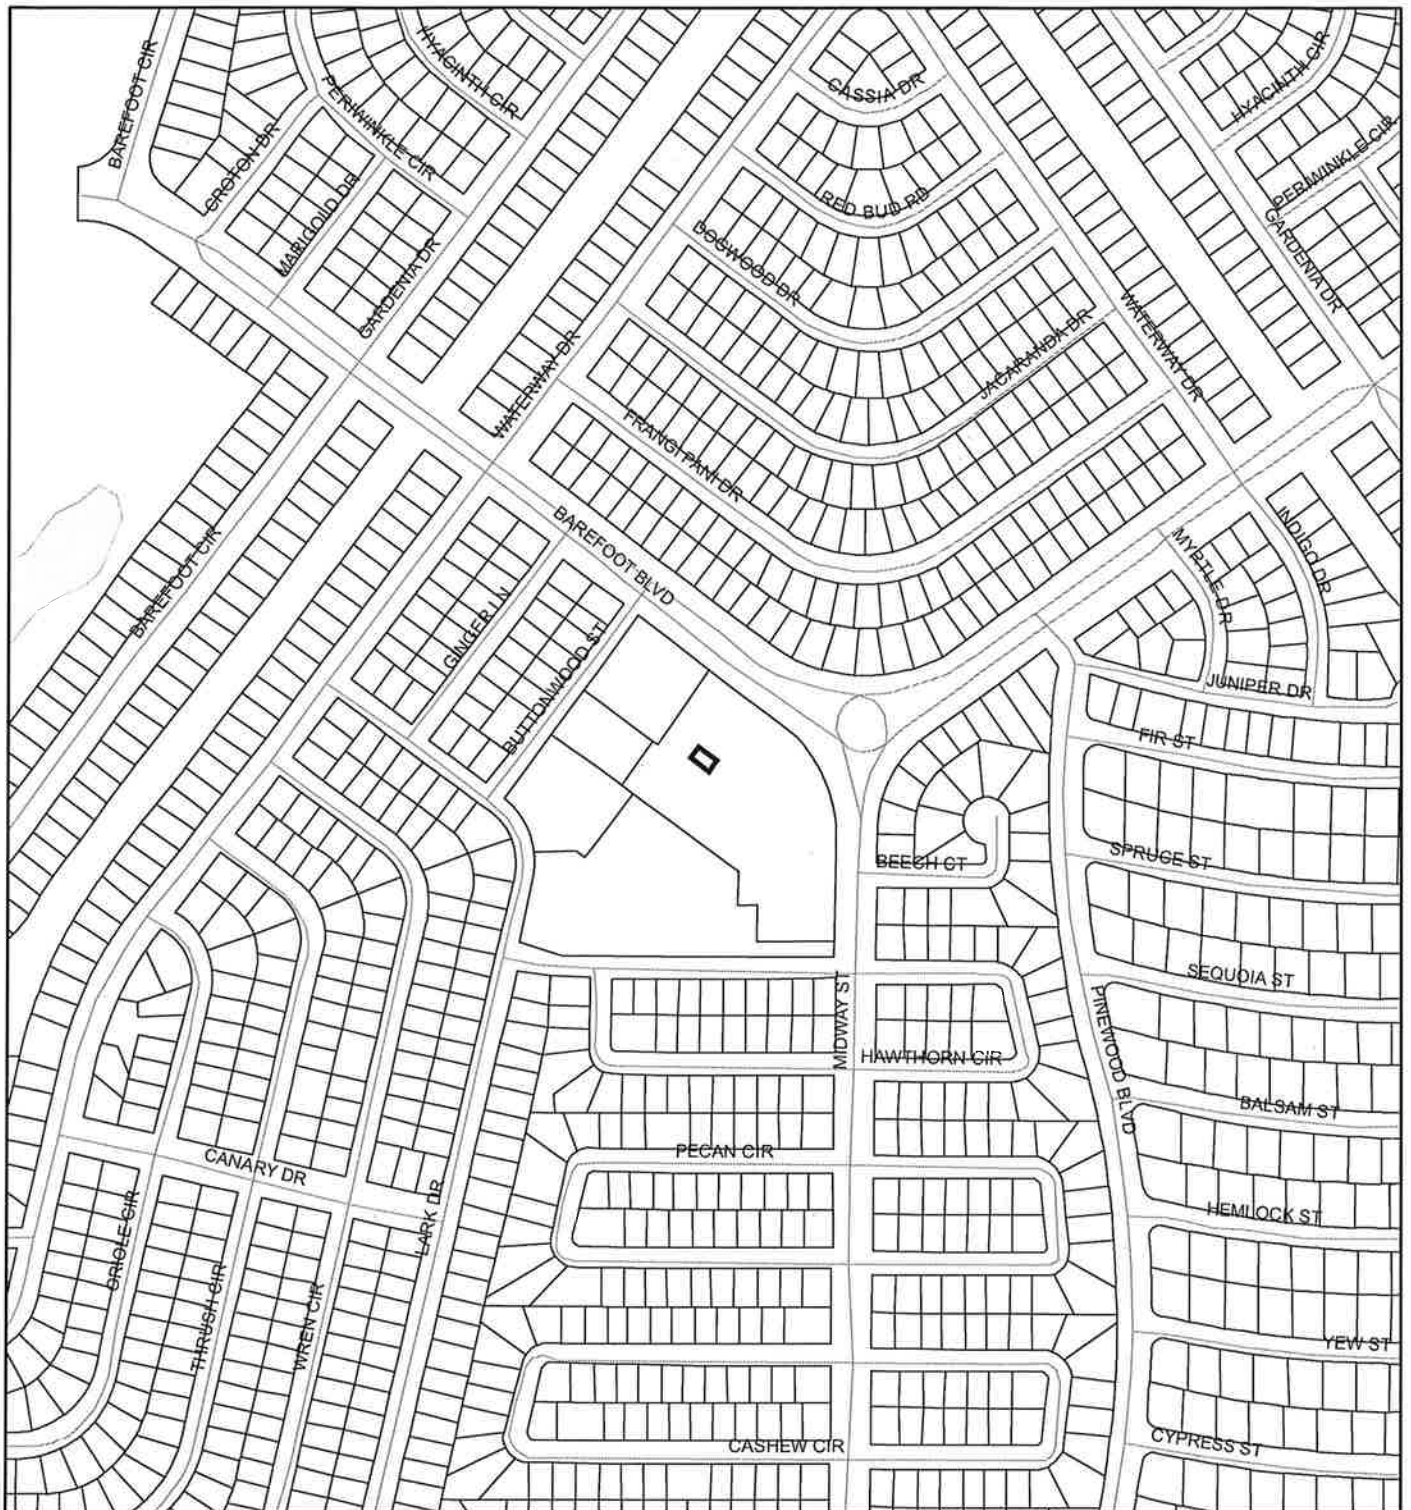 HYACINTH CIR
BAREFOOT CIR
PERIWINKLE CIR
CASSIA DR
HYACINTH CIR
CROTON DR
PERIWINKLE CIR
MARIGOLD DR
RED BUD RD
GARDENIA DR
DOGWOOD DR
GARDENIA DR
WATERWAY DR
JACARANDA DR
WATERWAY DR
FRANGI PANI DR
BAREFOOT BLVD
INDIGO DR
MYRTLE DR
BAREFOOT CIR
GINGER LN
BUTTONWOOD ST
JUNIPER DR
FIR ST
SPRUCE ST
BEECH CT
SEQUOIA ST
MIDWAY ST
PINEWOOD BLVD
HAWTHORN CIR
BALSAM ST
PECAN CIR
CANARY DR
HEMLOCK ST
LARK DR
ORIOLE CIR
THRUSH CIR
WREN CIR
YEW ST
CASHEW CIR
CYPRESS ST